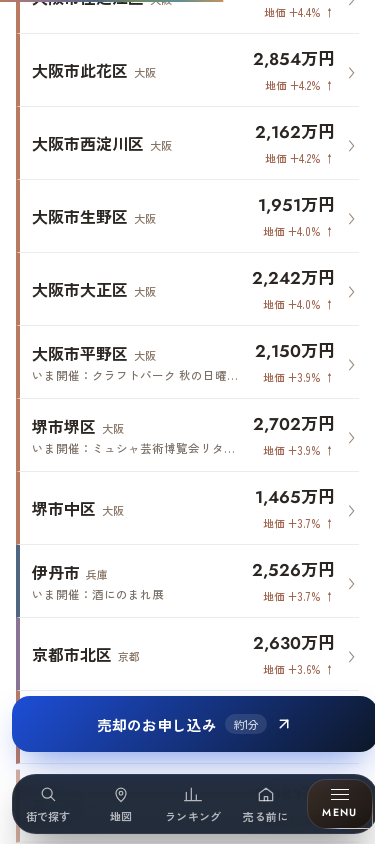 地価 +4.4% ↑
大阪市此花区 大阪
2,854万円
地価 +4.2% ↑
大阪市西淀川区 大阪
2,162万円
地価 +4.2% ↑
大阪市生野区 大阪
1,951万円
地価 +4.0% ↑
大阪市大正区 大阪
2,242万円
地価 +4.0% ↑
大阪市平野区 大阪
いま開催：クラフトパーク 秋の日曜…
2,150万円
地価 +3.9% ↑
堺市堺区 大阪
いま開催：ミュシャ芸術博覧会リタ…
2,702万円
地価 +3.9% ↑
堺市中区 大阪
1,465万円
地価 +3.7% ↑
伊丹市 兵庫
いま開催：酒にのまれ展
2,526万円
地価 +3.7% ↑
京都市北区 京都
2,630万円
地価 +3.6% ↑
売却のお申し込み 約1分
街で探す
地図
ランキング
売る前に
MENU